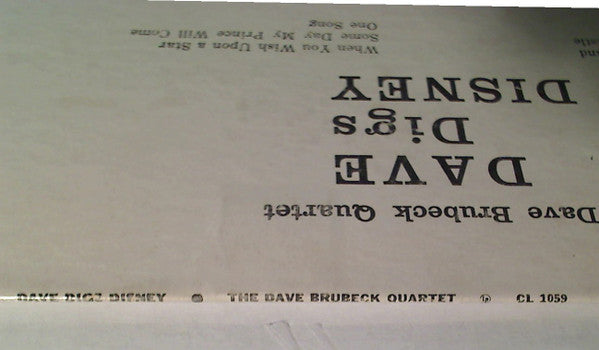 Dave Brubeck Quartet
DAVE
Digs
DISNEY
When You Wish Upon a Star
Some Day My Prince Will Come
One Song
DAVE DIGS DISNEY THE DAVE BRUBECK QUARTET CL 1059